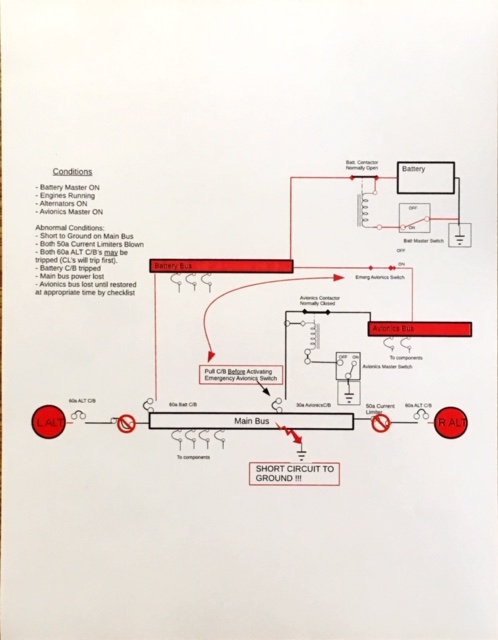 Conditions
- Battery Master ON
- Engines Running
- Alternators ON
- Avionics Master ON
Abnormal Conditions:
- Short to Ground on Main Bus
- Both 50a Current Limiters Blown
- Both 60a ALT C/B's may be
tripped (CL's will trip first).
- Battery C/B tripped
- Main bus power lost
- Avionics bus lost until restored
at appropriate time by checklist
Batt. Contactor
Normally Open
Battery
OFF
ON
Batt Master Switch
OFF
ON
Battery Bus
Emerg Avionics Switch
Avionics Contactor
Normally Closed
Avionics Bus
To components
OFF ON
Avionics Master Switch
Pull C/B Before Activating
Emergency Avionics Switch
60a ALT C/B
60a Batt C/B
30a AvionicsC/B
50a Current
Limiter
60a ALT C/B
L ALT
Main Bus
R ALT
To components
SHORT CIRCUIT TO
GROUND !!!